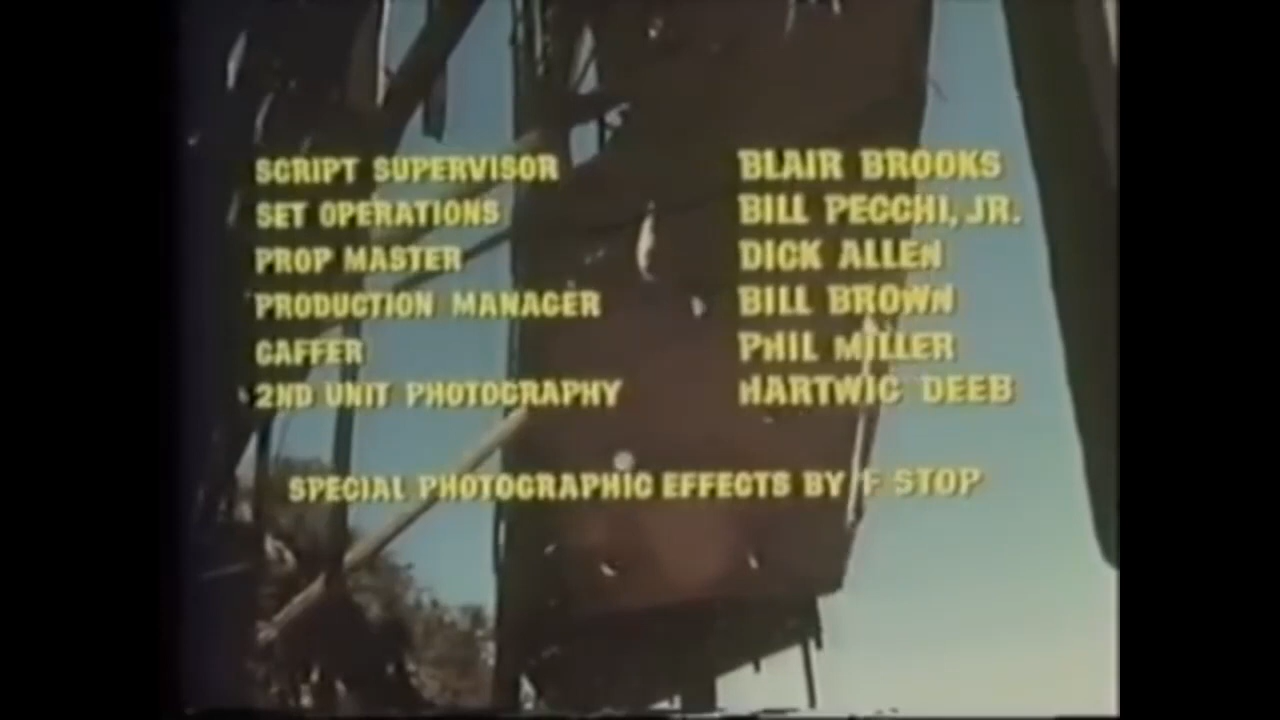 SCRIPT SUPERVISOR BLAIR BROOKS
SET OPERATIONS BILL PECCHI, JR.
PROP MASTER DICK ALLEN
PRODUCTION MANAGER BILL BROWN
GAFFER PHIL MILLER
2ND UNIT PHOTOGRAPHY HARTWIG DEEB
SPECIAL PHOTOGRAPHIC EFFECTS BY F STOP